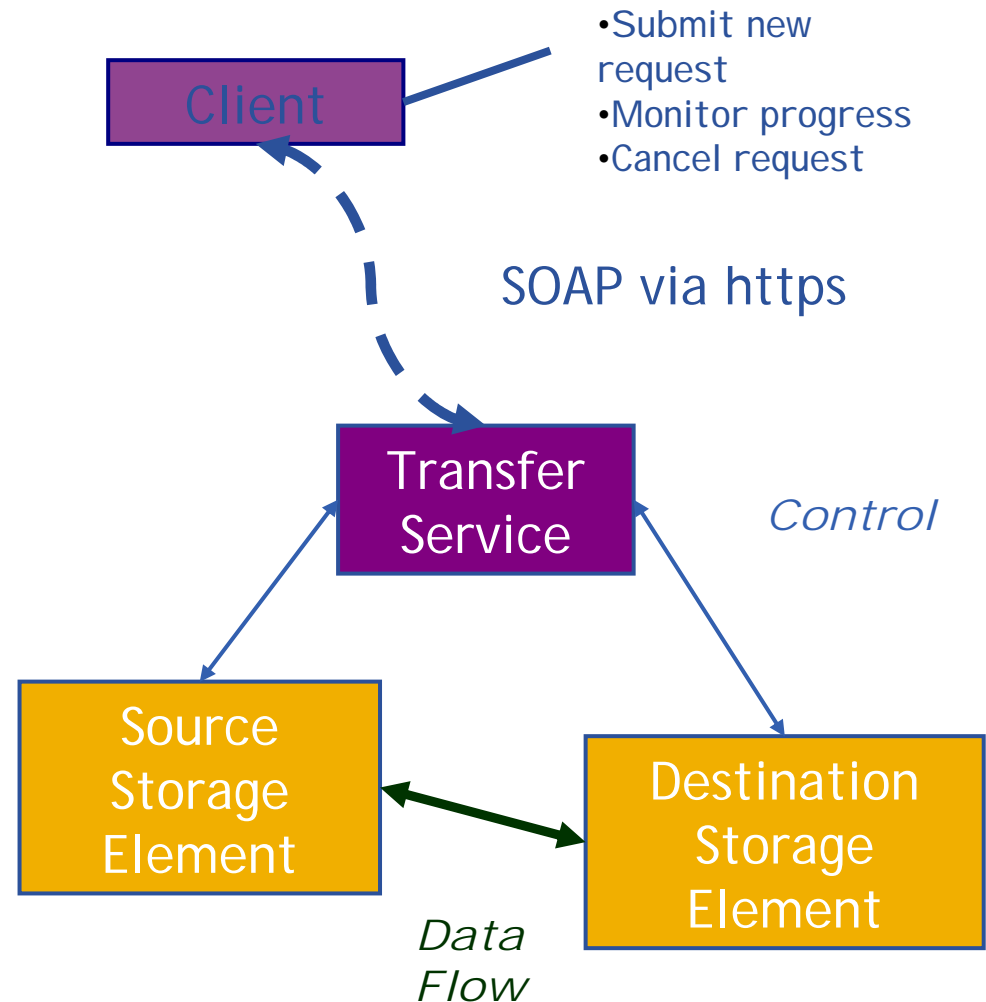 •Submit new
request
•Monitor progress
•Cancel request
Client
SOAP via https
Transfer
Service
Control
Source
Storage
Element
Destination
Storage
Element
Data
Flow